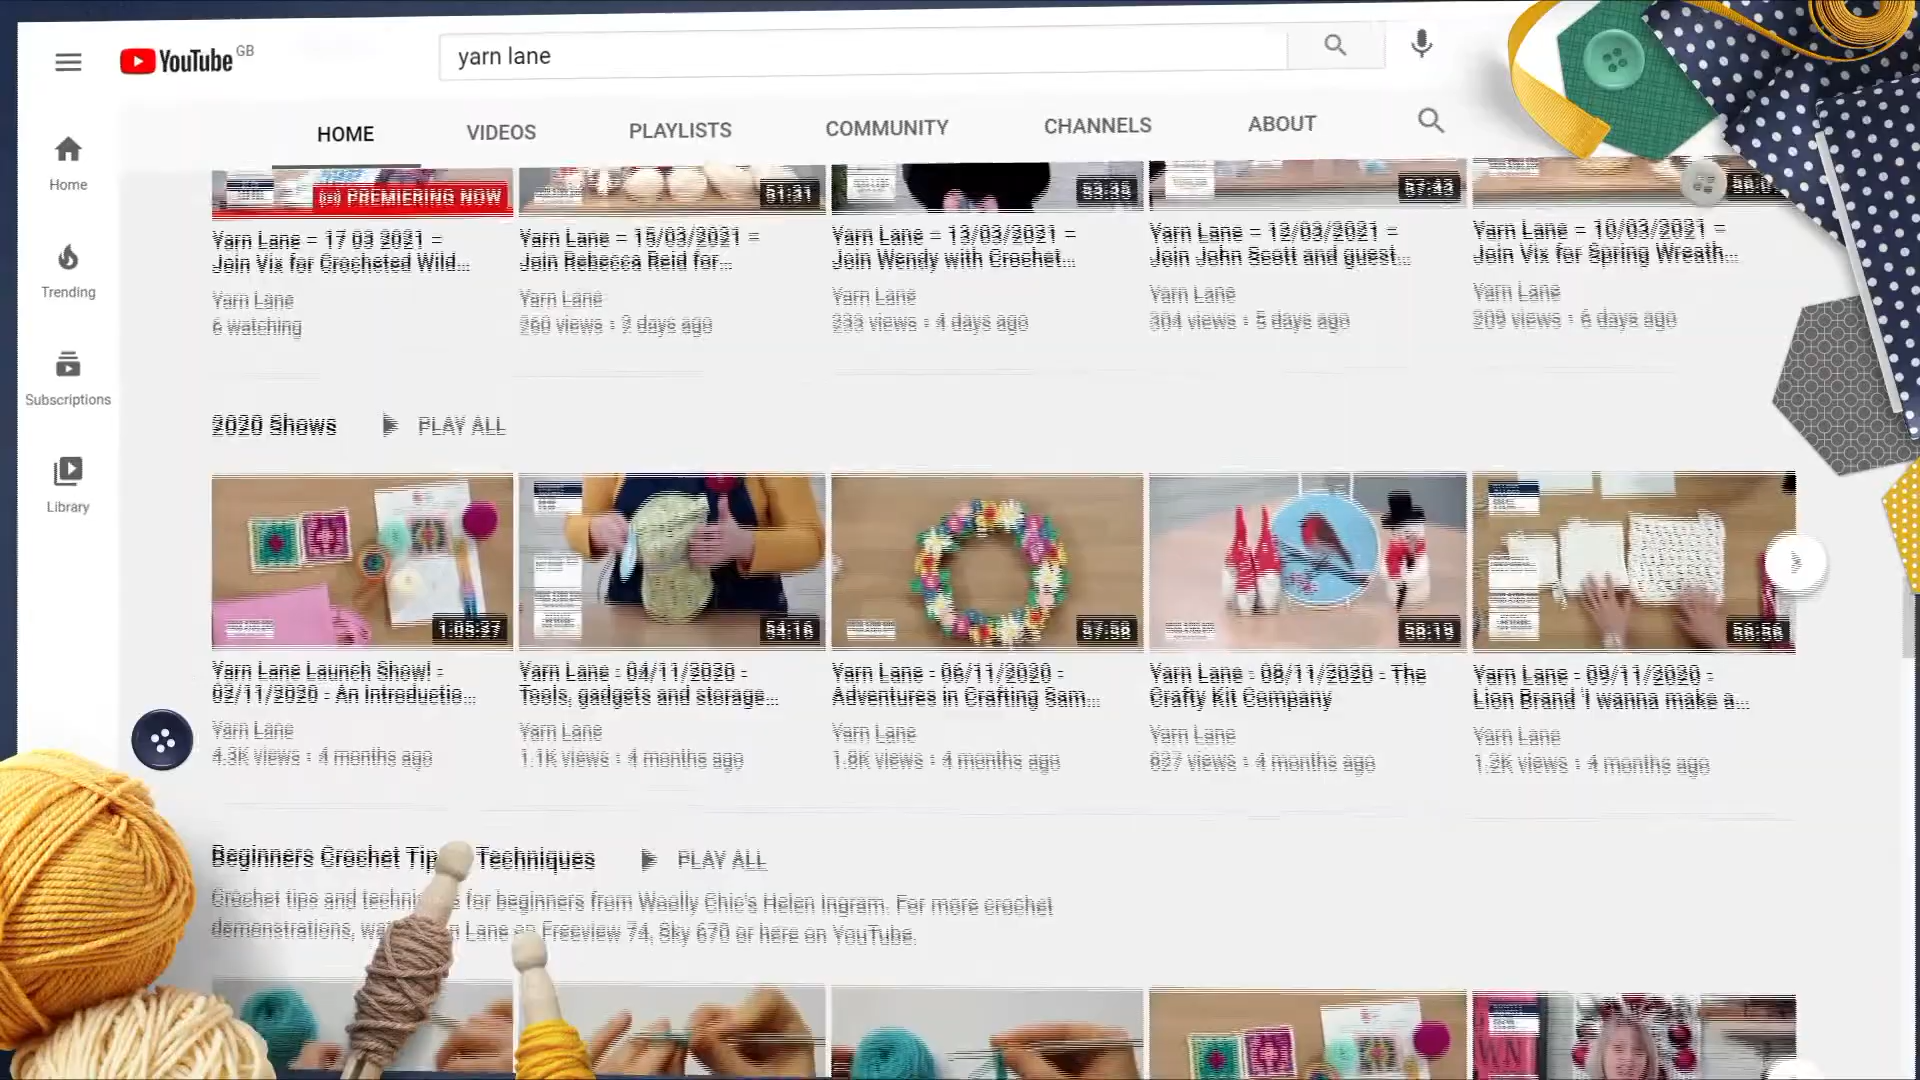 YouTube GB
yarn lane
HOME VIDEOS PLAYLISTS COMMUNITY CHANNELS ABOUT
Home
Trending
Subscriptions
Library
PREMIERING NOW
Yarn Lane = 17 03 2021 =
Join Vix for Crocheted Wild...
Yarn Lane
6 watching
51:31
Yarn Lane = 15/03/2021 =
Join Rebecca Reid for...
Yarn Lane
260 views • 2 days ago
Yarn Lane = 13/03/2021 =
Join Wendy with Crochet...
Yarn Lane
233 views • 4 days ago
57:43
Yarn Lane = 12/03/2021 =
Join John Scott and guest...
Yarn Lane
304 views • 5 days ago
Yarn Lane = 10/03/2021 =
Join Vix for Spring Wreath...
Yarn Lane
209 views • 6 days ago
2020 Shows PLAY ALL
Yarn Lane Launch Show! -
02/11/2020 - An Introductio...
Yarn Lane
4.3K views • 4 months ago
54:16
Yarn Lane - 04/11/2020 -
Tools, gadgets and storage...
Yarn Lane
1.1K views • 4 months ago
57:58
Yarn Lane - 06/11/2020 -
Adventures in Crafting Sam...
Yarn Lane
views • 4 months ago
Yarn Lane - 08/11/2020 - The
Crafty Kit Company
Yarn Lane
827 views • 4 months ago
Yarn Lane - 09/11/2020 -
Lion Brand 'I wanna make a...
Yarn Lane
1.2K views • 4 months ago
Beginners Crochet Tip Techniques PLAY ALL
Crochet tips and techni s for beginners from Woolly Chic's Helen Ingram. For more crochet
demonstrations, wa n Lane on Freeview 74, Sky 670 or here on YouTube.